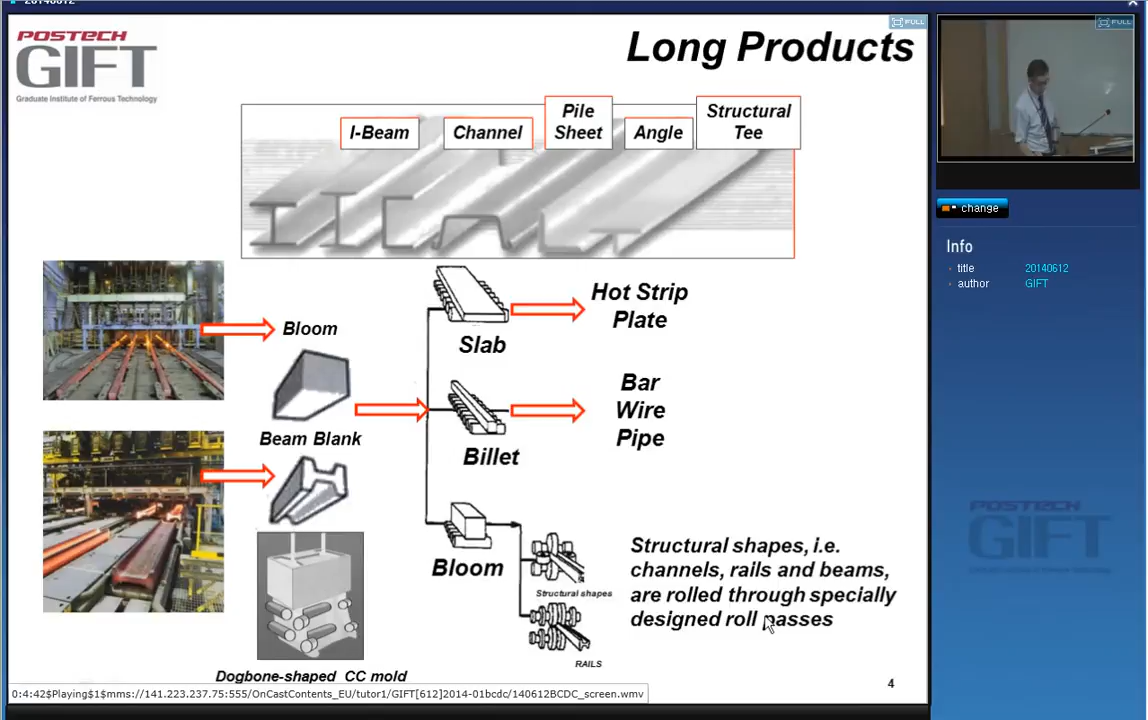 20140612
POSTECH
GIFT
Graduate Institute of Ferrous Technology
FULL
Long Products
FULL
I-Beam
Channel
Pile
Sheet
Angle
Structural
Tee
change
Info
title 20140612
author GIFT
Hot Strip
Plate
Bloom
Slab
Bar
Wire
Pipe
Beam Blank
Billet
POSTECH
GIFT
Structural shapes, i.e.
channels, rails and beams,
are rolled through specially
designed roll passes
Bloom
Structural shapes
RAILS
Dogbone-shaped CC mold
4
0:4:42$Playing$1$mms://141.223.237.75:555/OnCastContents_EU/tutor1/GIFT[612]2014-01bcdc/140612BCDC_screen.wmv